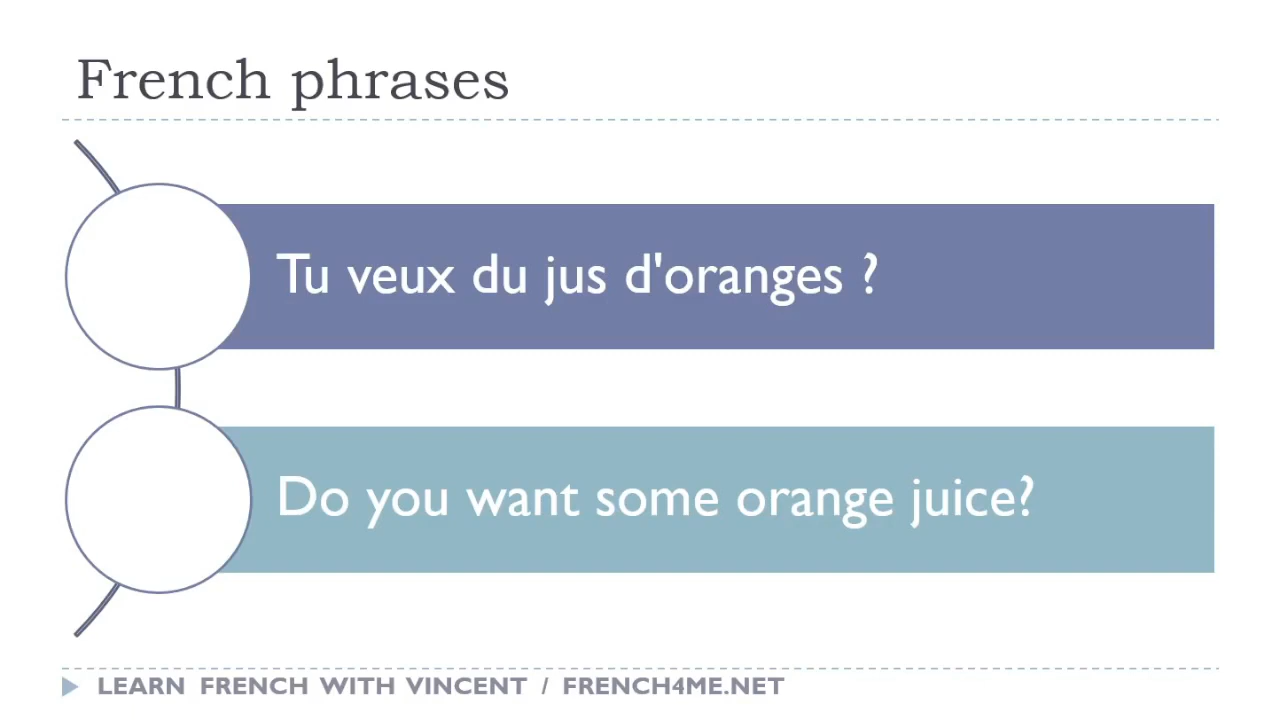 French phrases
Tu veux du jus d'oranges ?
Do you want some orange juice?
LEARN FRENCH WITH VINCENT / FRENCH4ME.NET